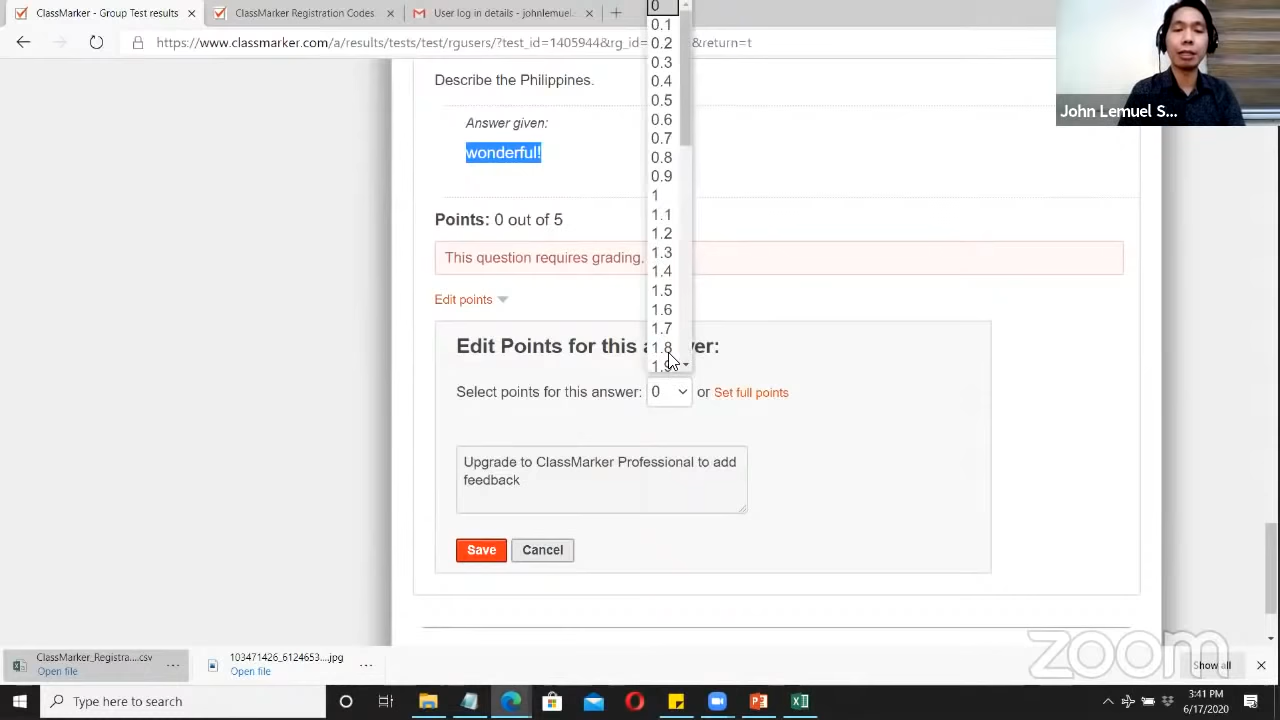 ClassMarker - Group Test results
ClassMarker Registration Codes
User log in details - johnlemuel
https://www.classmarker.com/a/results/tests/test/rgusers/?test_id=1405944&rg_id=
&return=t
John Lemuel S...
0
0.1
0.2
0.3
0.4
0.5
0.6
0.7
0.8
0.9
1
1.1
1.2
1.3
1.4
1.5
1.6
1.7
1.8
Describe the Philippines.
Answer given:
wonderful!
Points: 0 out of 5
This question requires grading.
Edit points
Edit Points for this
Select points for this answer: 0 or Set full points
Upgrade to ClassMarker Professional to add
feedback
Save Cancel
zoom
ClassMarker_Registra....csv
Open file
103471426_6124653....jpg
Open file
Show all
Type here to search
3:41 PM
6/17/2020